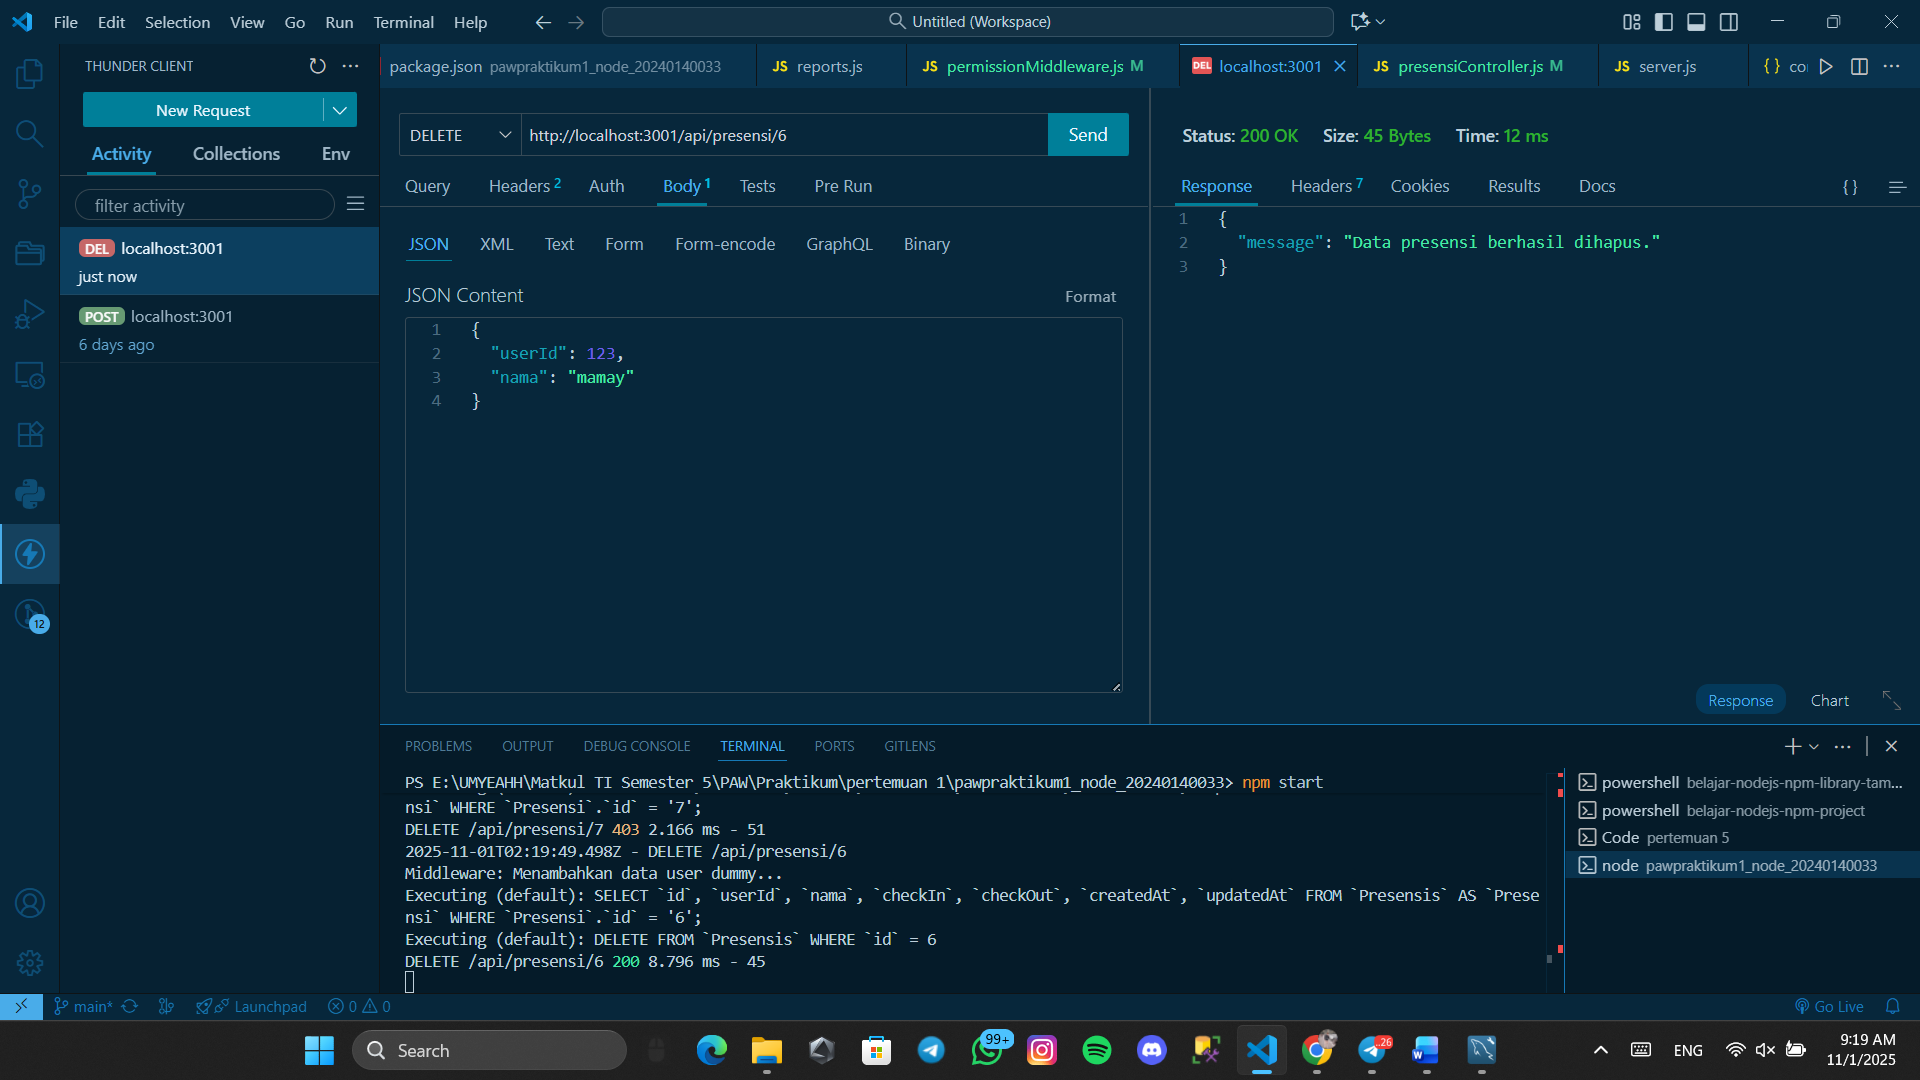 File Edit Selection View Go Run Terminal Help
Untitled (Workspace)
THUNDER CLIENT
New Request
Activity Collections Env
filter activity
DEL localhost:3001
just now
POST localhost:3001
6 days ago
12
package.json pawpraktikum1_node_20240140033
JS reports.js
JS permissionMiddleware.js M
DEL localhost:3001
JS presensiController.js M
JS server.js
{ } co
DELETE http://localhost:3001/api/presensi/6 Send
Query Headers 2 Auth Body 1 Tests Pre Run
JSON XML Text Form Form-encode GraphQL Binary
JSON Content Format
1 {
2 "userId": 123,
3 "nama": "mamay"
4 }
Status: 200 OK Size: 45 Bytes Time: 12 ms
Response Headers 7 Cookies Results Docs { }
1 {
2 "message": "Data presensi berhasil dihapus."
3 }
Response Chart
PROBLEMS OUTPUT DEBUG CONSOLE TERMINAL PORTS GITLENS
PS E:\UMYEAHH\Matkul TI Semester 5\PAW\Praktikum\pertemuan 1\pawpraktikum1_node_20240140033> npm start
nsi` WHERE `Presensi`.`id` = '7';
DELETE /api/presensi/7 403 2.166 ms - 51
2025-11-01T02:19:49.498Z - DELETE /api/presensi/6
Middleware: Menambahkan data user dummy...
Executing (default): SELECT `id`, `userId`, `nama`, `checkIn`, `checkOut`, `createdAt`, `updatedAt` FROM `Presensis` AS `Prese
nsi` WHERE `Presensi`.`id` = '6';
Executing (default): DELETE FROM `Presensis` WHERE `id` = 6
DELETE /api/presensi/6 200 8.796 ms - 45
powershell belajar-nodejs-npm-library-tam...
powershell belajar-nodejs-npm-project
Code pertemuan 5
node pawpraktikum1_node_20240140033
main* Launchpad 0 0 Go Live
Search
99+
26
ENG
9:19 AM
11/1/2025